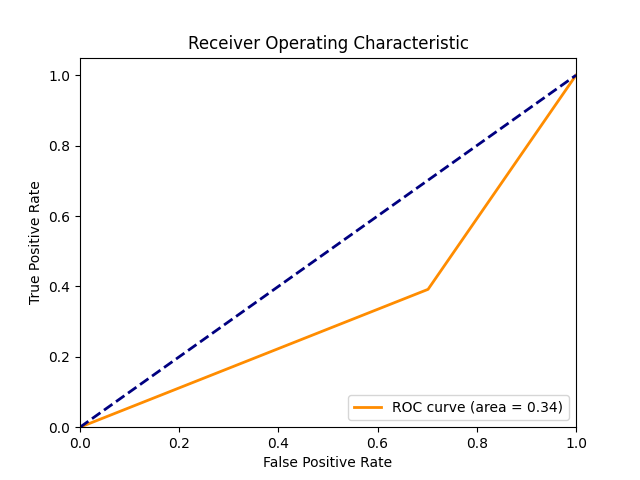 Receiver Operating Characteristic
True Positive Rate
1.0
0.8
0.6
0.4
0.2
0.0
ROC curve (area = 0.34)
0.0 0.2 0.4 0.6 0.8 1.0
False Positive Rate